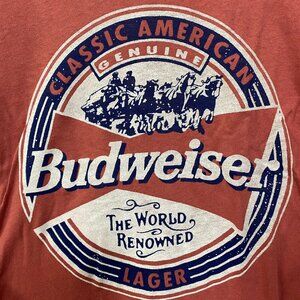 CLASSIC AMERICAN
GENUINE
Budweiser
THE WORLD
RENOWNED
LAGER